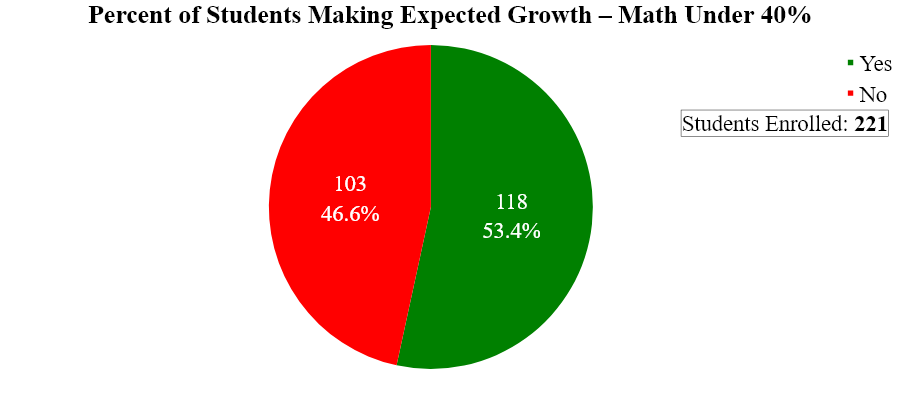 Percent of Students Making Expected Growth – Math Under 40%
Yes
No
Students Enrolled: 221
103
46.6%
118
53.4%